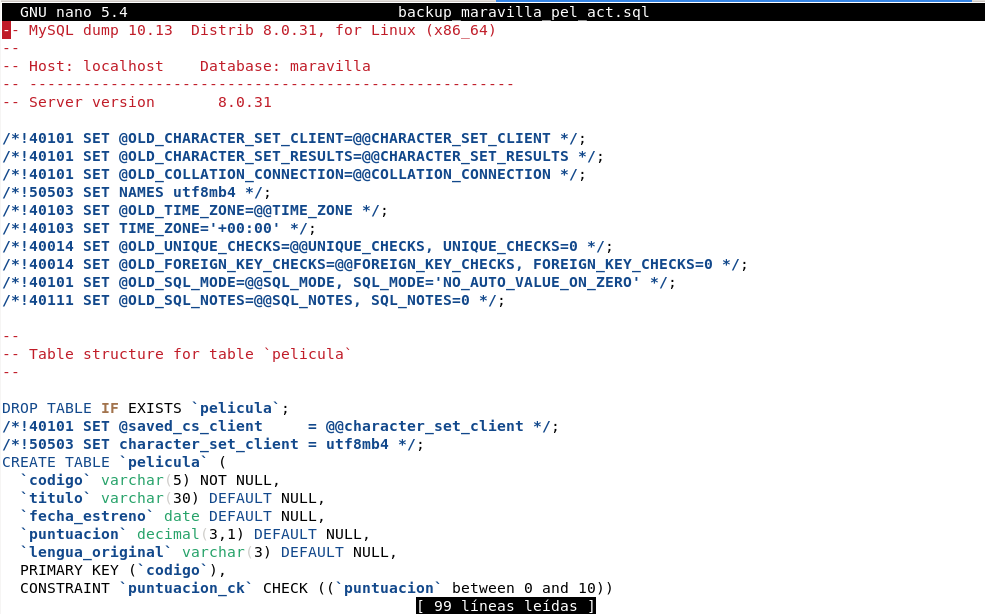 GNU nano 5.4                              backup_maravilla_pel_act.sql
-- MySQL dump 10.13  Distrib 8.0.31, for Linux (x86_64)
--
-- Host: localhost    Database: maravilla
-- ------------------------------------------------------
-- Server version       8.0.31

/*!40101 SET @OLD_CHARACTER_SET_CLIENT=@@CHARACTER_SET_CLIENT */;
/*!40101 SET @OLD_CHARACTER_SET_RESULTS=@@CHARACTER_SET_RESULTS */;
/*!40101 SET @OLD_COLLATION_CONNECTION=@@COLLATION_CONNECTION */;
/*!50503 SET NAMES utf8mb4 */;
/*!40103 SET @OLD_TIME_ZONE=@@TIME_ZONE */;
/*!40103 SET TIME_ZONE='+00:00' */;
/*!40014 SET @OLD_UNIQUE_CHECKS=@@UNIQUE_CHECKS, UNIQUE_CHECKS=0 */;
/*!40014 SET @OLD_FOREIGN_KEY_CHECKS=@@FOREIGN_KEY_CHECKS, FOREIGN_KEY_CHECKS=0 */;
/*!40101 SET @OLD_SQL_MODE=@@SQL_MODE, SQL_MODE='NO_AUTO_VALUE_ON_ZERO' */;
/*!40111 SET @OLD_SQL_NOTES=@@SQL_NOTES, SQL_NOTES=0 */;

--
-- Table structure for table `pelicula`
--

DROP TABLE IF EXISTS `pelicula`;
/*!40101 SET @saved_cs_client     = @@character_set_client */;
/*!50503 SET character_set_client = utf8mb4 */;
CREATE TABLE `pelicula` (
  `codigo` varchar(5) NOT NULL,
  `titulo` varchar(30) DEFAULT NULL,
  `fecha_estreno` date DEFAULT NULL,
  `puntuacion` decimal(3,1) DEFAULT NULL,
  `lengua_original` varchar(3) DEFAULT NULL,
  PRIMARY KEY (`codigo`),
  CONSTRAINT `puntuacion_ck` CHECK ((`puntuacion` between 0 and 10))
[ 99 líneas leídas ]